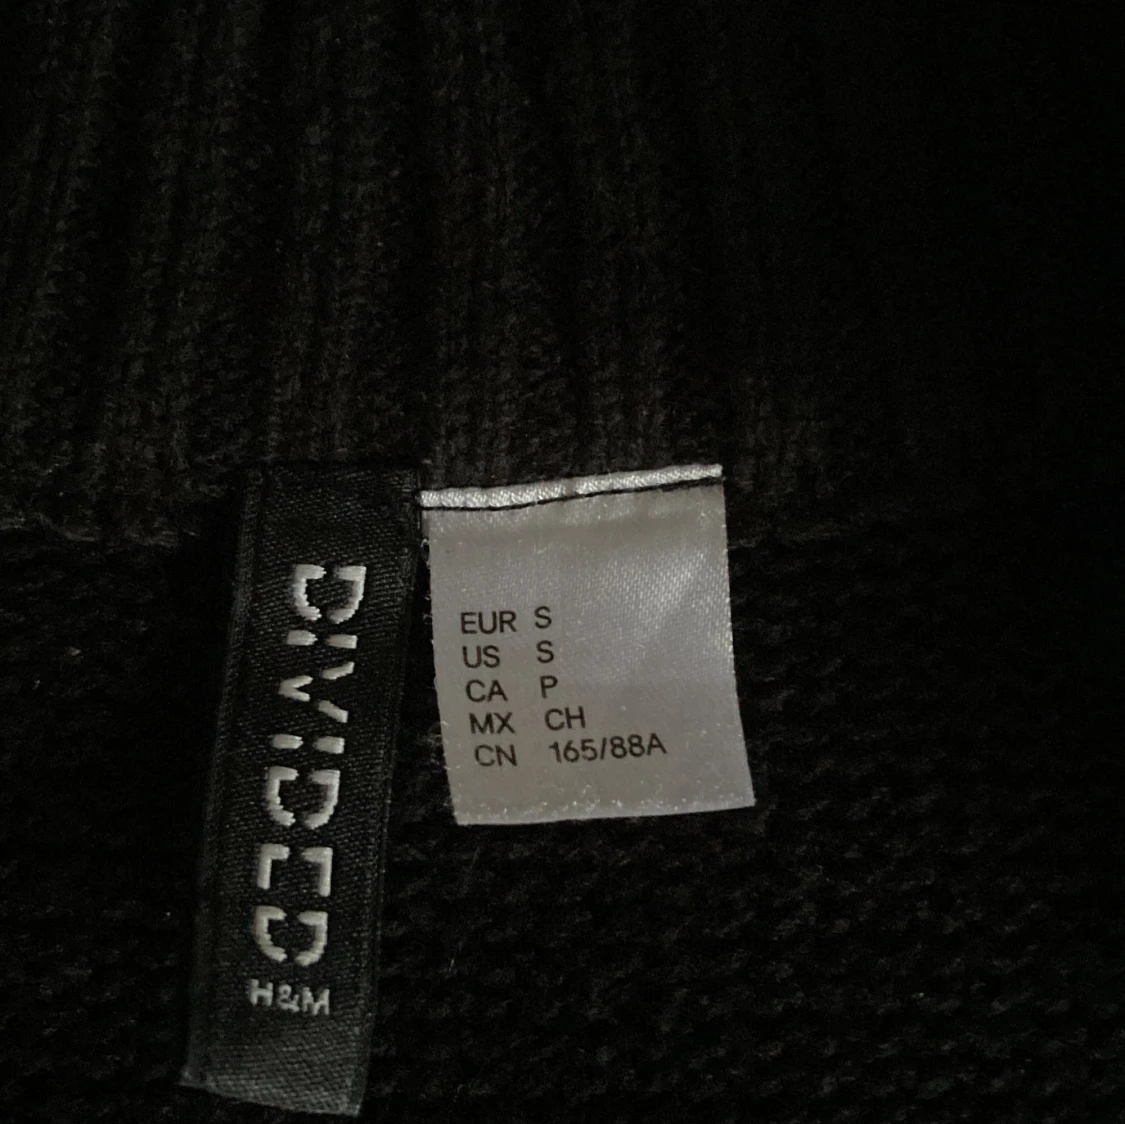 DIVIDED
H&M
EUR S
US S
CA P
MX CH
CN 165/88A